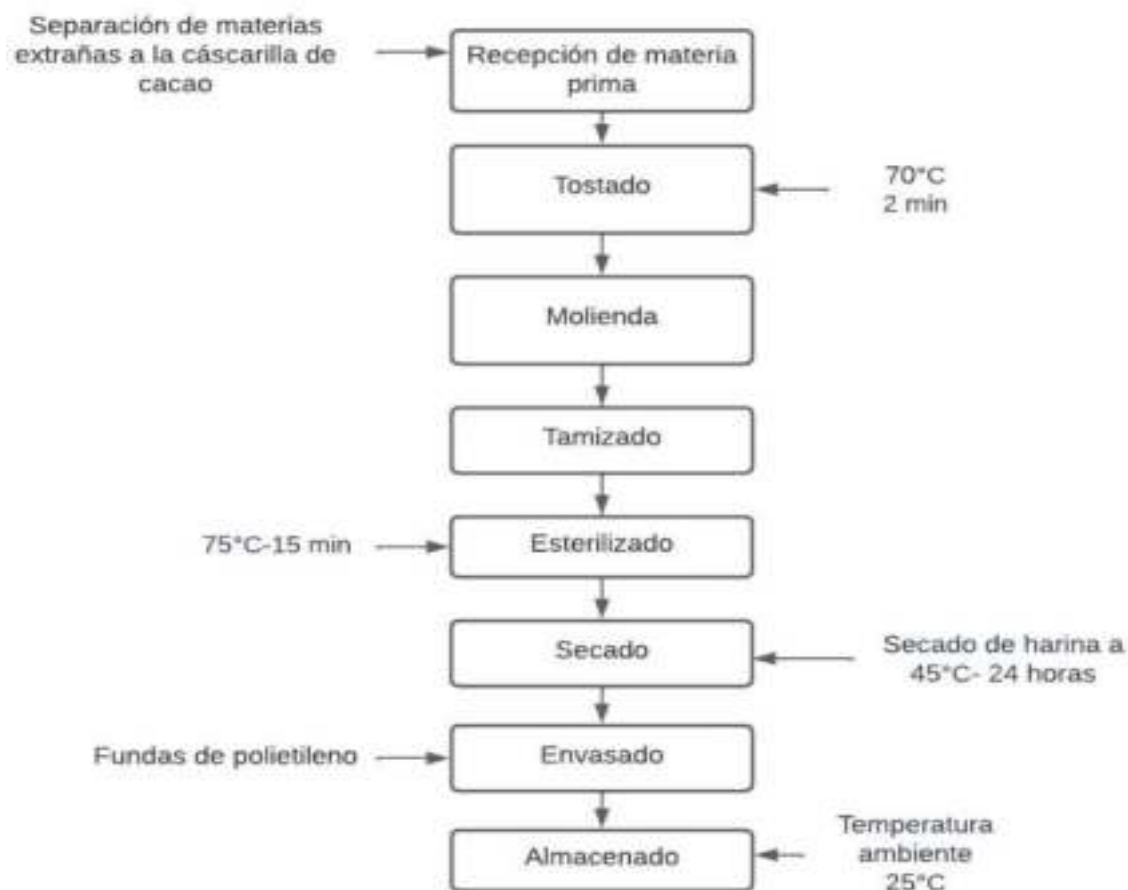 Separación de materias
extrañas a la cáscarilla de
cacao
Recepción de materia
prima
Tostado
70°C
2 min
Molienda
Tamizado
75°C-15 min
Esterilizado
Secado
Secado de harina a
45°C- 24 horas
Fundas de polietileno
Envasado
Almacenado
Temperatura
ambiente
25°C